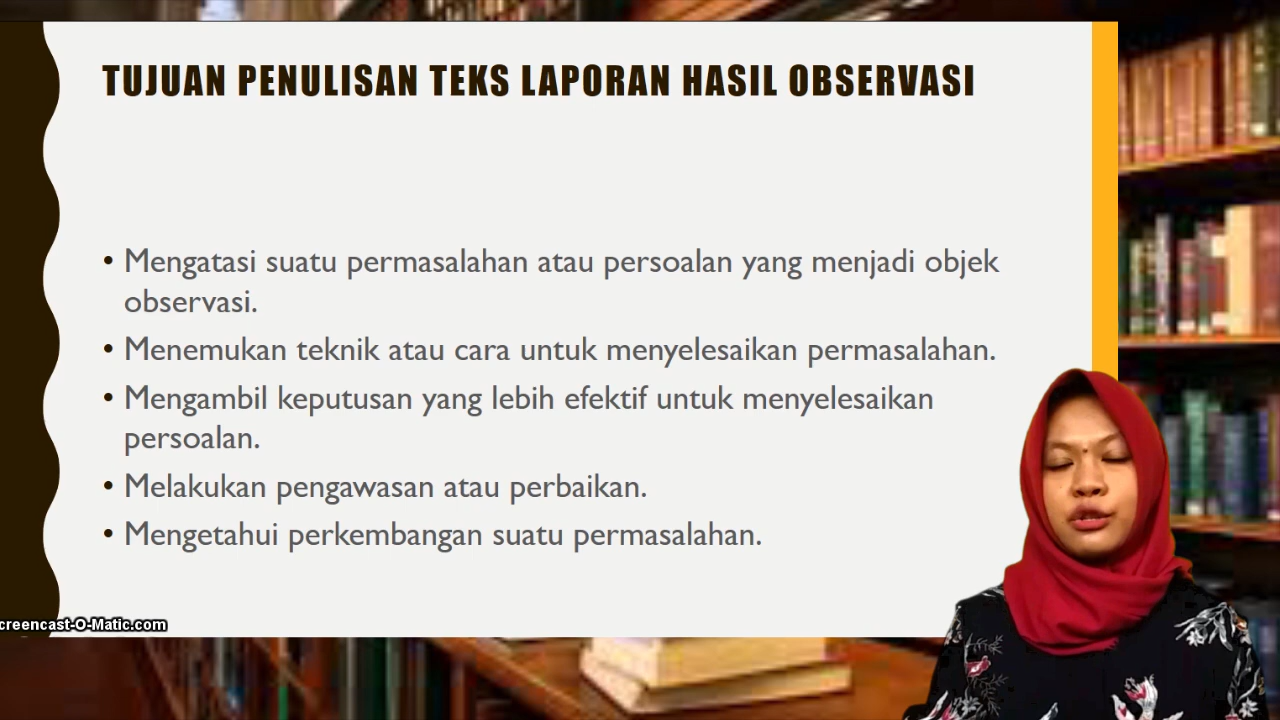 TUJUAN PENULISAN TEKS LAPORAN HASIL OBSERVASI
• Mengatasi suatu permasalahan atau persoalan yang menjadi objek
observasi.
• Menemukan teknik atau cara untuk menyelesaikan permasalahan.
• Mengambil keputusan yang lebih efektif untuk menyelesaikan
persoalan.
• Melakukan pengawasan atau perbaikan.
• Mengetahui perkembangan suatu permasalahan.
creencast-O-Matic.com